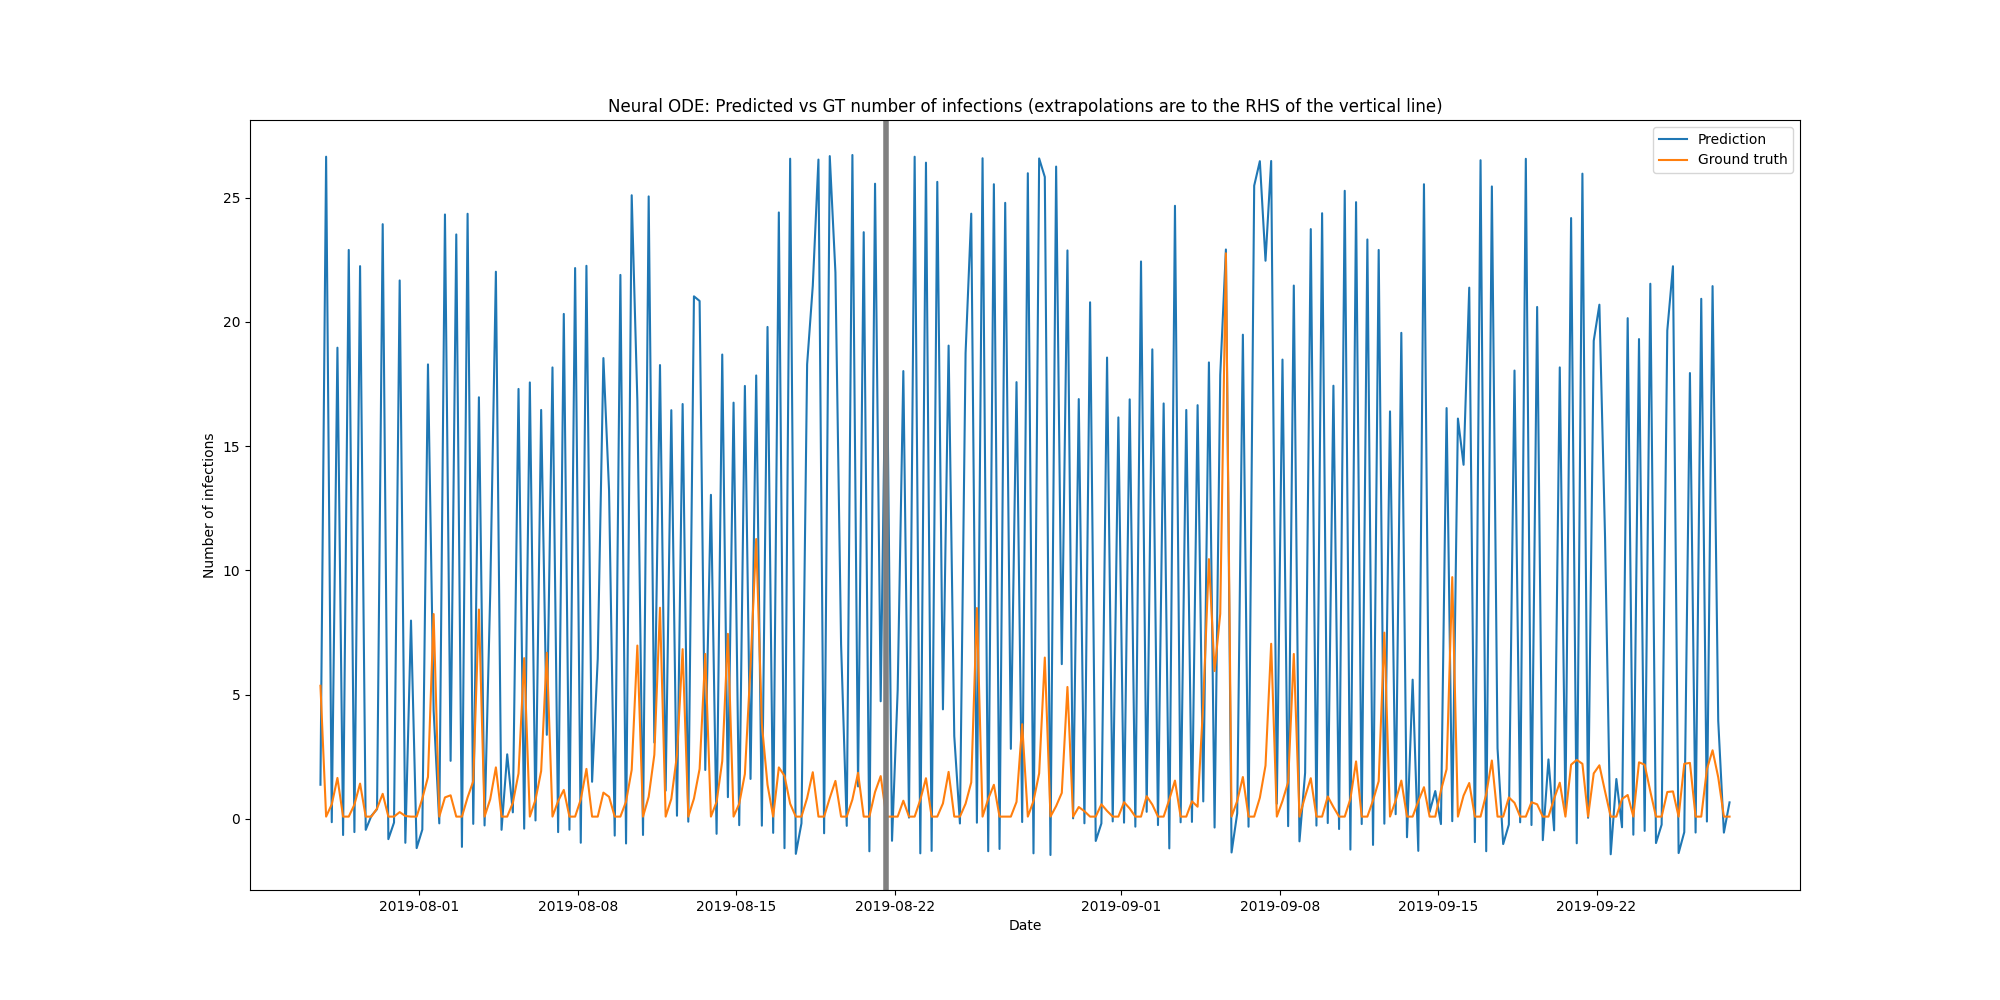 Neural ODE: Predicted vs GT number of infections (extrapolations are to the RHS of the vertical line)
Prediction
Ground truth
Number of infections
25
20
15
10
5
0
2019-08-01
2019-08-08
2019-08-15
2019-08-22
2019-09-01
2019-09-08
2019-09-15
2019-09-22
Date